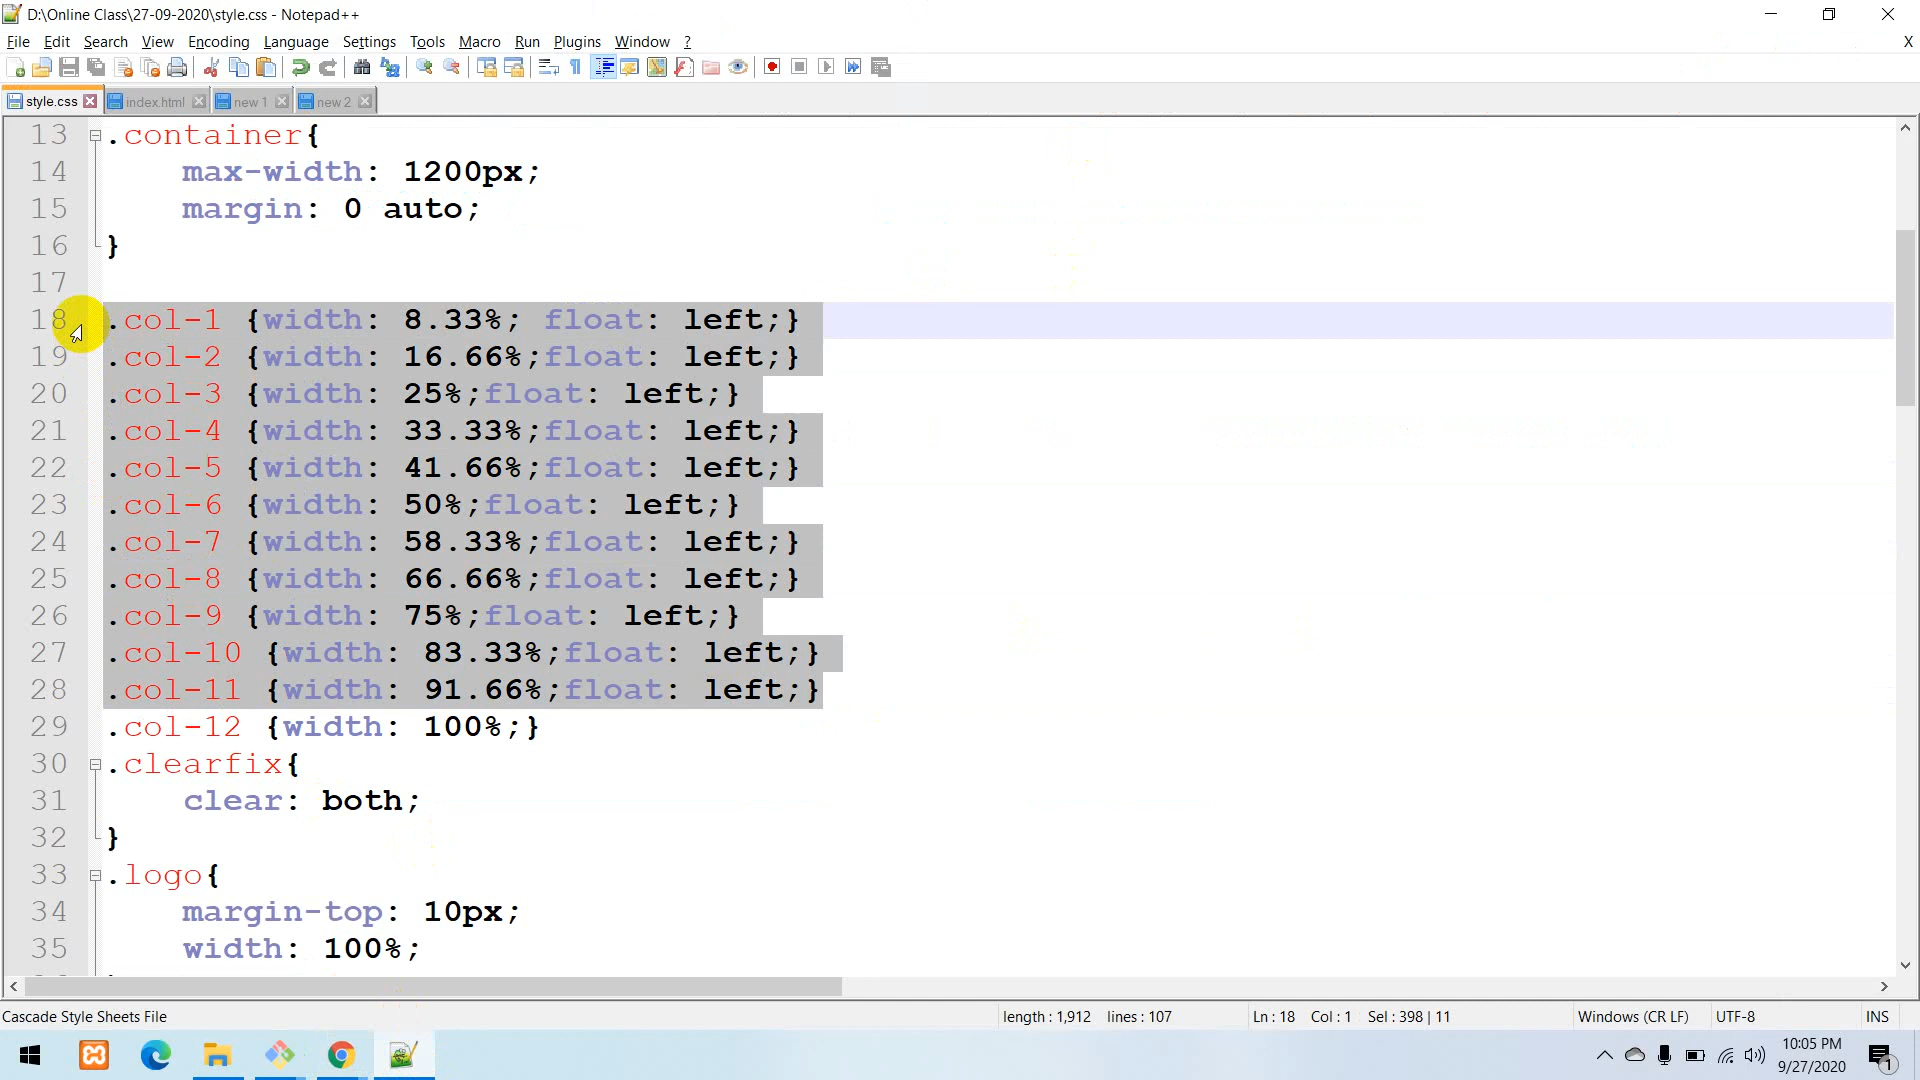 D:\Online Class\27-09-2020\style.css - Notepad++
File Edit Search View Encoding Language Settings Tools Macro Run Plugins Window ? X
style.css index.html new 1 new 2
13 .container{
14 max-width: 1200px;
15 margin: 0 auto;
16 }
17
18 .col-1 {width: 8.33%; float: left;}
19 .col-2 {width: 16.66%;float: left;}
20 .col-3 {width: 25%;float: left;}
21 .col-4 {width: 33.33%;float: left;}
22 .col-5 {width: 41.66%;float: left;}
23 .col-6 {width: 50%;float: left;}
24 .col-7 {width: 58.33%;float: left;}
25 .col-8 {width: 66.66%;float: left;}
26 .col-9 {width: 75%;float: left;}
27 .col-10 {width: 83.33%;float: left;}
28 .col-11 {width: 91.66%;float: left;}
29 .col-12 {width: 100%;}
30 .clearfix{
31 clear: both;
32 }
33 .logo{
34 margin-top: 10px;
35 width: 100%;
Cascade Style Sheets File length : 1,912 lines : 107 Ln : 18 Col : 1 Sel : 398 | 11 Windows (CR LF) UTF-8 INS
10:05 PM
9/27/2020
1